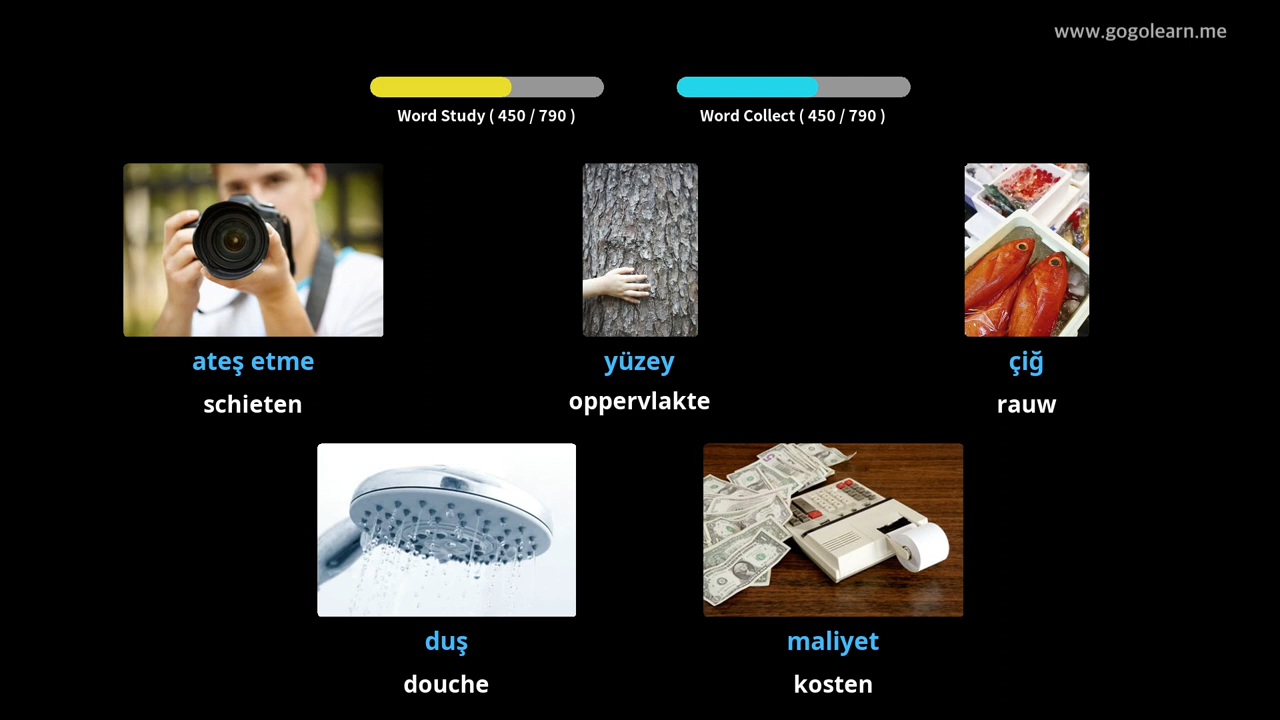 www.gogolearn.me
Word Study ( 450 / 790 )
Word Collect ( 450 / 790 )
ateş etme
schieten
yüzey
oppervlakte
çiğ
rauw
duş
douche
maliyet
kosten